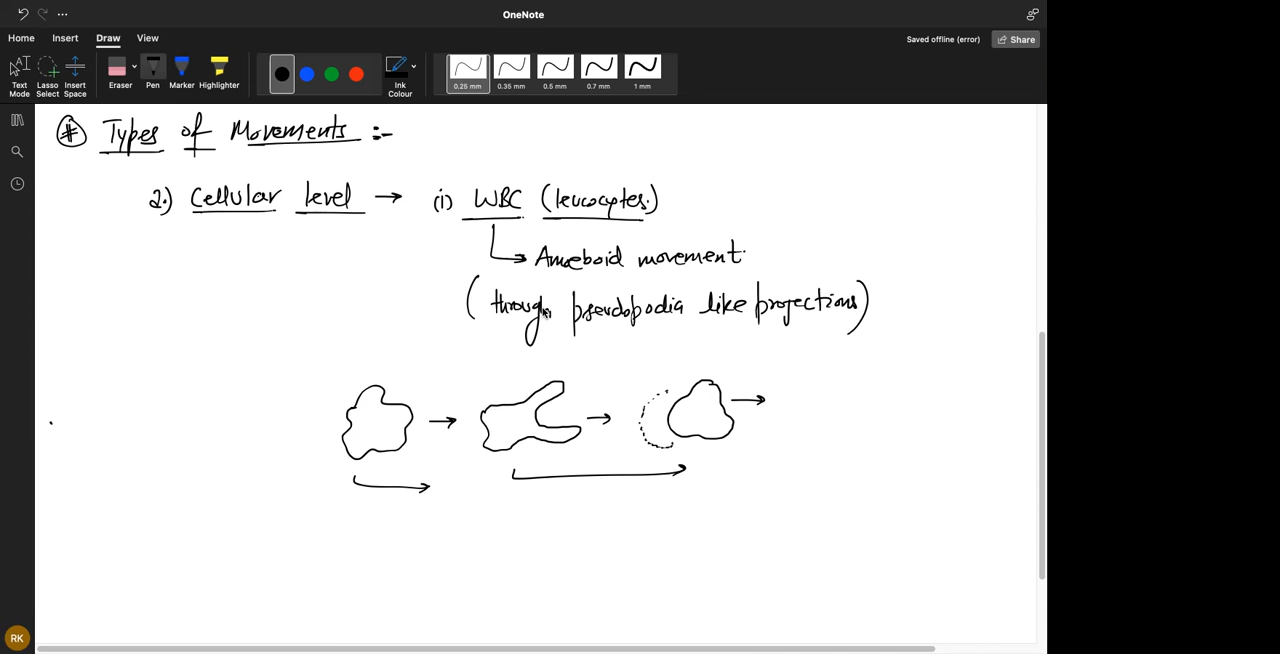 OneNote
Home Insert Draw View
Saved offline (error) Share
Text Mode Lasso Select Insert Space Eraser Pen Marker Highlighter Ink Colour 0.25 mm 0.35 mm 0.5 mm 0.7 mm 1 mm
# Types of Movements :-
2.) Cellular level → (i) WBC (leucocytes.)
Amoeboid movement
(through pseudopodia like projections)
RK